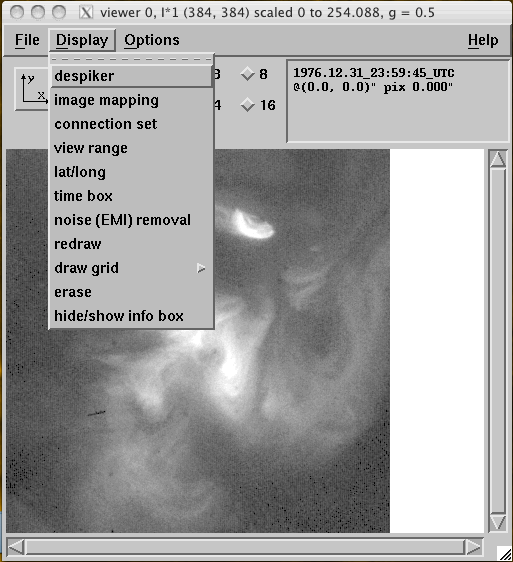 viewer 0, I*1 (384, 384) scaled 0 to 254.088, g = 0.5
File Display Options Help
y
x
8
4
16
1976.12.31_23:59:45_UTC
@(0.0, 0.0)" pix 0.000"
despiker
image mapping
connection set
view range
lat/long
time box
noise (EMI) removal
redraw
draw grid
erase
hide/show info box